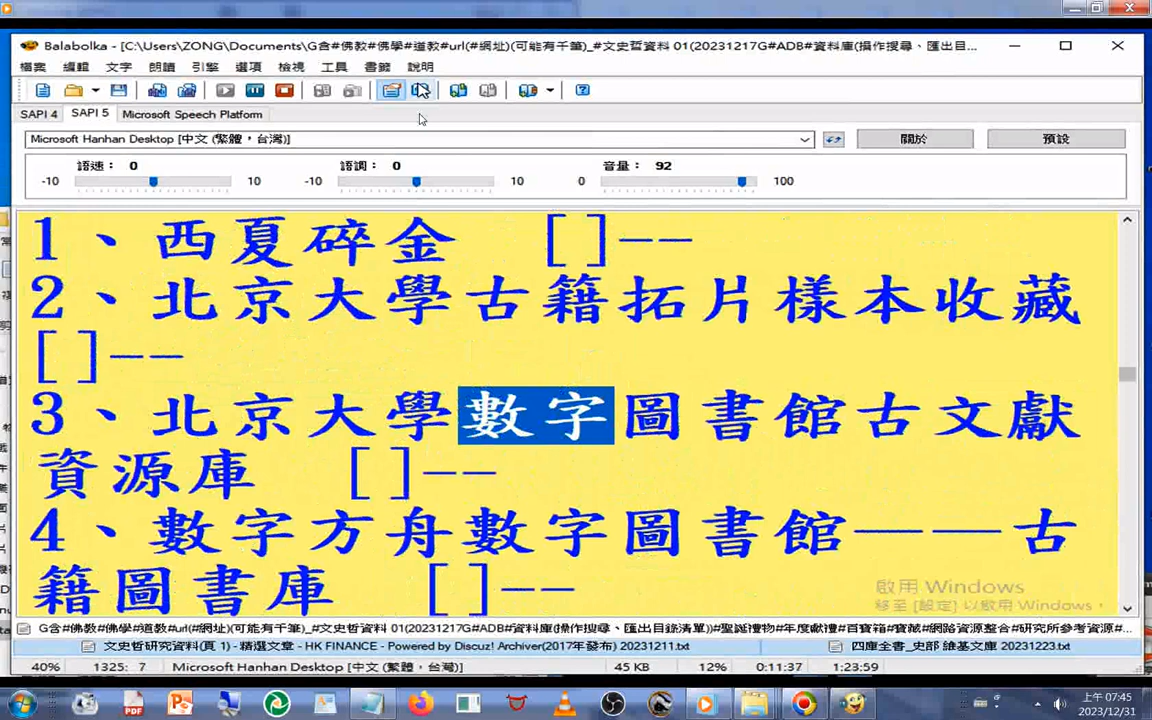 Balabolka - [C:\Users\ZONG\Documents\G含#佛教#佛學#道教#url(#網址)(可能有千筆)_#文史哲資料 01(20231217G#ADB#資料庫(操作搜尋、匯出目...
檔案 編輯 文字 朗讀 引擎 選項 檢視 工具 書籤 說明
SAPI 4 SAPI 5 Microsoft Speech Platform
Microsoft Hanhan Desktop [中文 (繁體，台灣)] 關於 預設
語速： 0 語調： 0 音量： 92
-10 10 -10 10 0 100
1、西夏碎金 []--
2、北京大學古籍拓片樣本收藏
[]--
3、北京大學數字圖書館古文獻
資源庫 []--
4、數字方舟數字圖書館——古
籍圖書庫 []--
啟用 Windows
移至 [設定] 以啟用 Windows，
G含#佛教#佛學#道教#url(#網址)(可能有千筆)_#文史哲資料 01(20231217G#ADB#資料庫(操作搜尋、匯出目錄清單))#聖誕禮物#年度獻禮#百寶箱#寶藏#網路資源整合#研究所參考資源#...
文史哲研究資料(頁 1) - 精選文章 - HK FINANCE - Powered by Discuz! Archiver(2017年發布) 20231211.txt 四庫全書_史部 維基文庫 20231223.txt
40% 1325: 7 Microsoft Hanhan Desktop [中文 (繁體，台灣)] 45 KB 12% 0:11:37 1:23:59
上午 07:45
2023/12/31